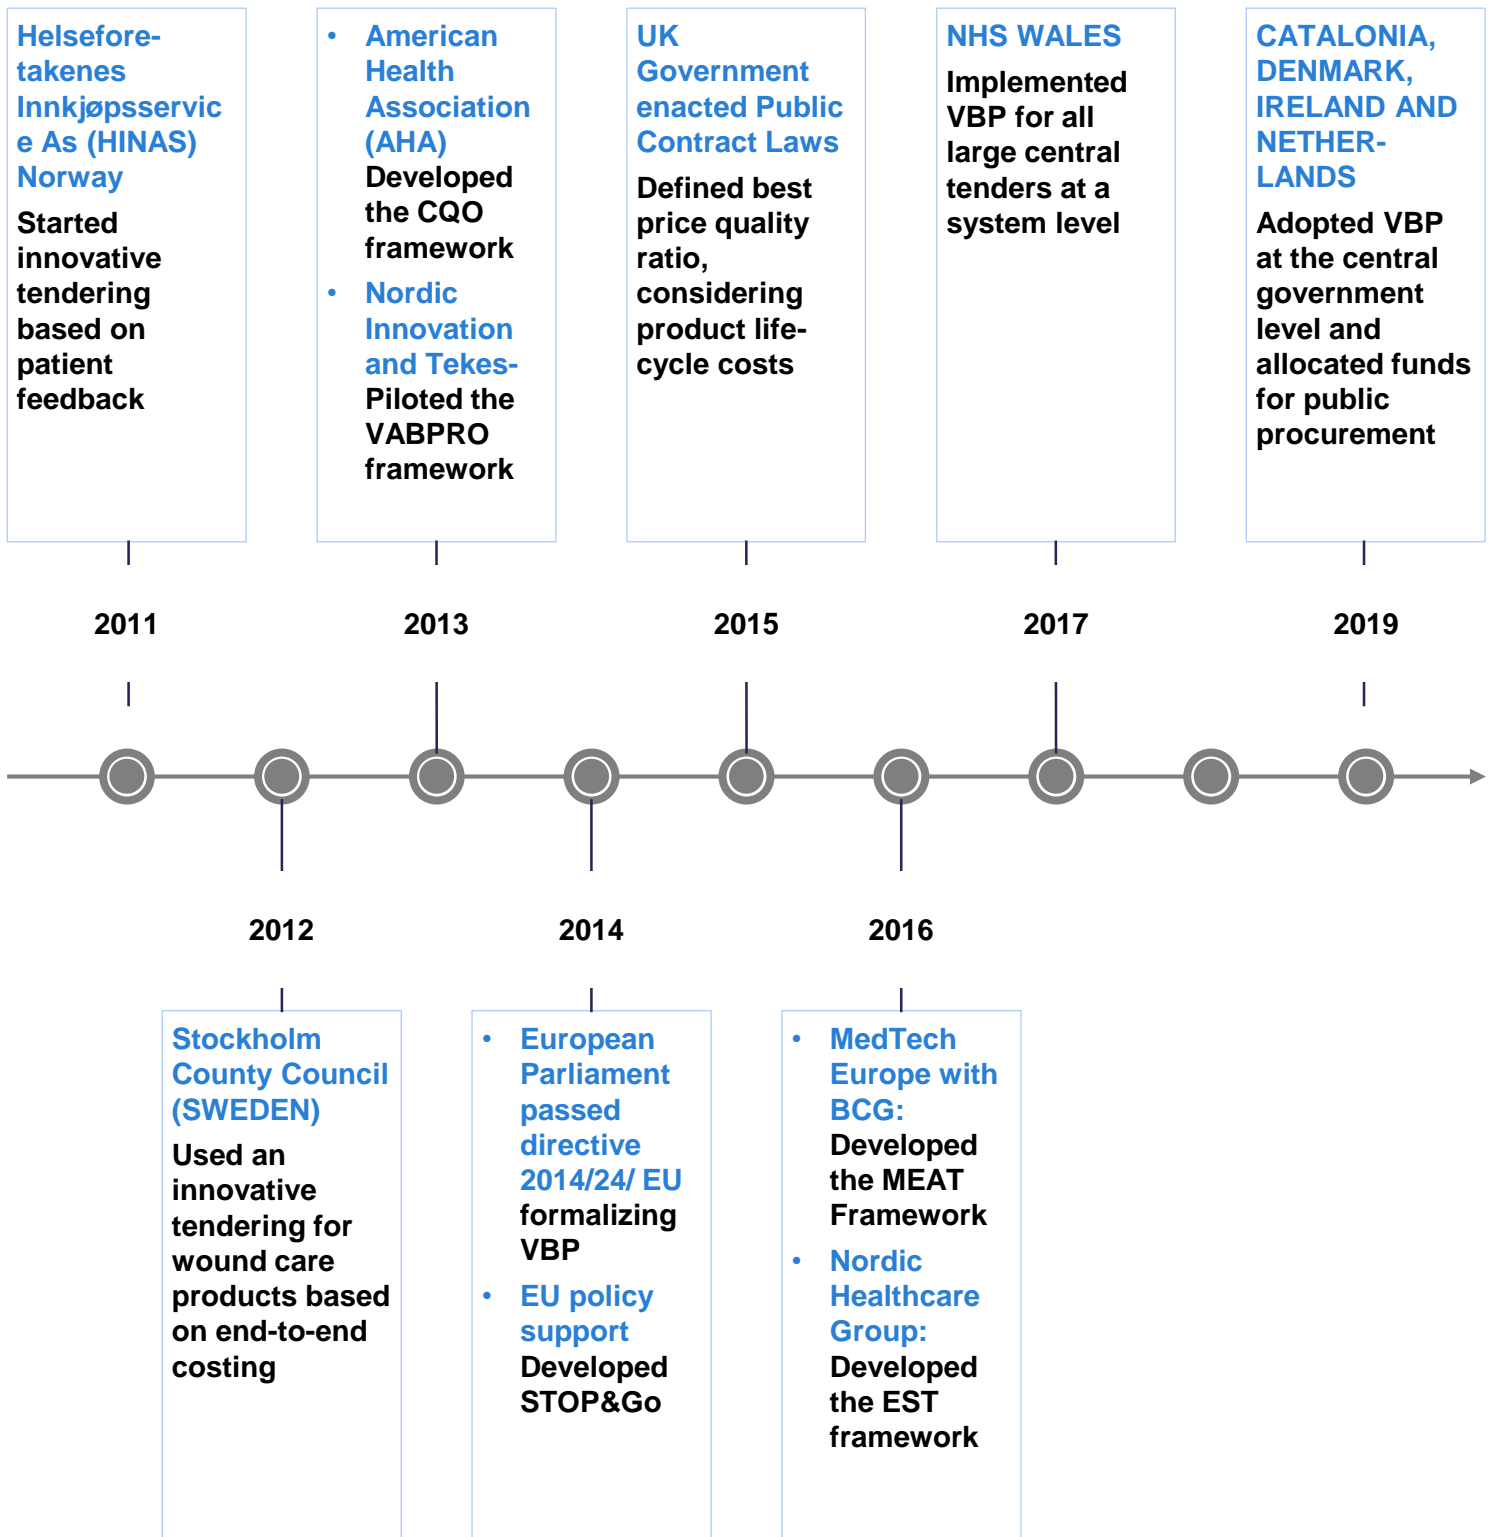 Helsefore-
takenes
Innkjøpsservic
e As (HINAS)
Norway
Started
innovative
tendering
based on
patient
feedback
• American
Health
Association
(AHA)
Developed
the CQO
framework
• Nordic
Innovation
and Tekes-
Piloted the
VABPRO
framework
UK
Government
enacted Public
Contract Laws
Defined best
price quality
ratio,
considering
product life-
cycle costs
NHS WALES
Implemented
VBP for all
large central
tenders at a
system level
CATALONIA,
DENMARK,
IRELAND AND
NETHER-
LANDS
Adopted VBP
at the central
government
level and
allocated funds
for public
procurement
2011
2013
2015
2017
2019
2012
2014
2016
Stockholm
County Council
(SWEDEN)
Used an
innovative
tendering for
wound care
products based
on end-to-end
costing
• European
Parliament
passed
directive
2014/24/ EU
formalizing
VBP
• EU policy
support
Developed
STOP&Go
• MedTech
Europe with
BCG:
Developed
the MEAT
Framework
• Nordic
Healthcare
Group:
Developed
the EST
framework